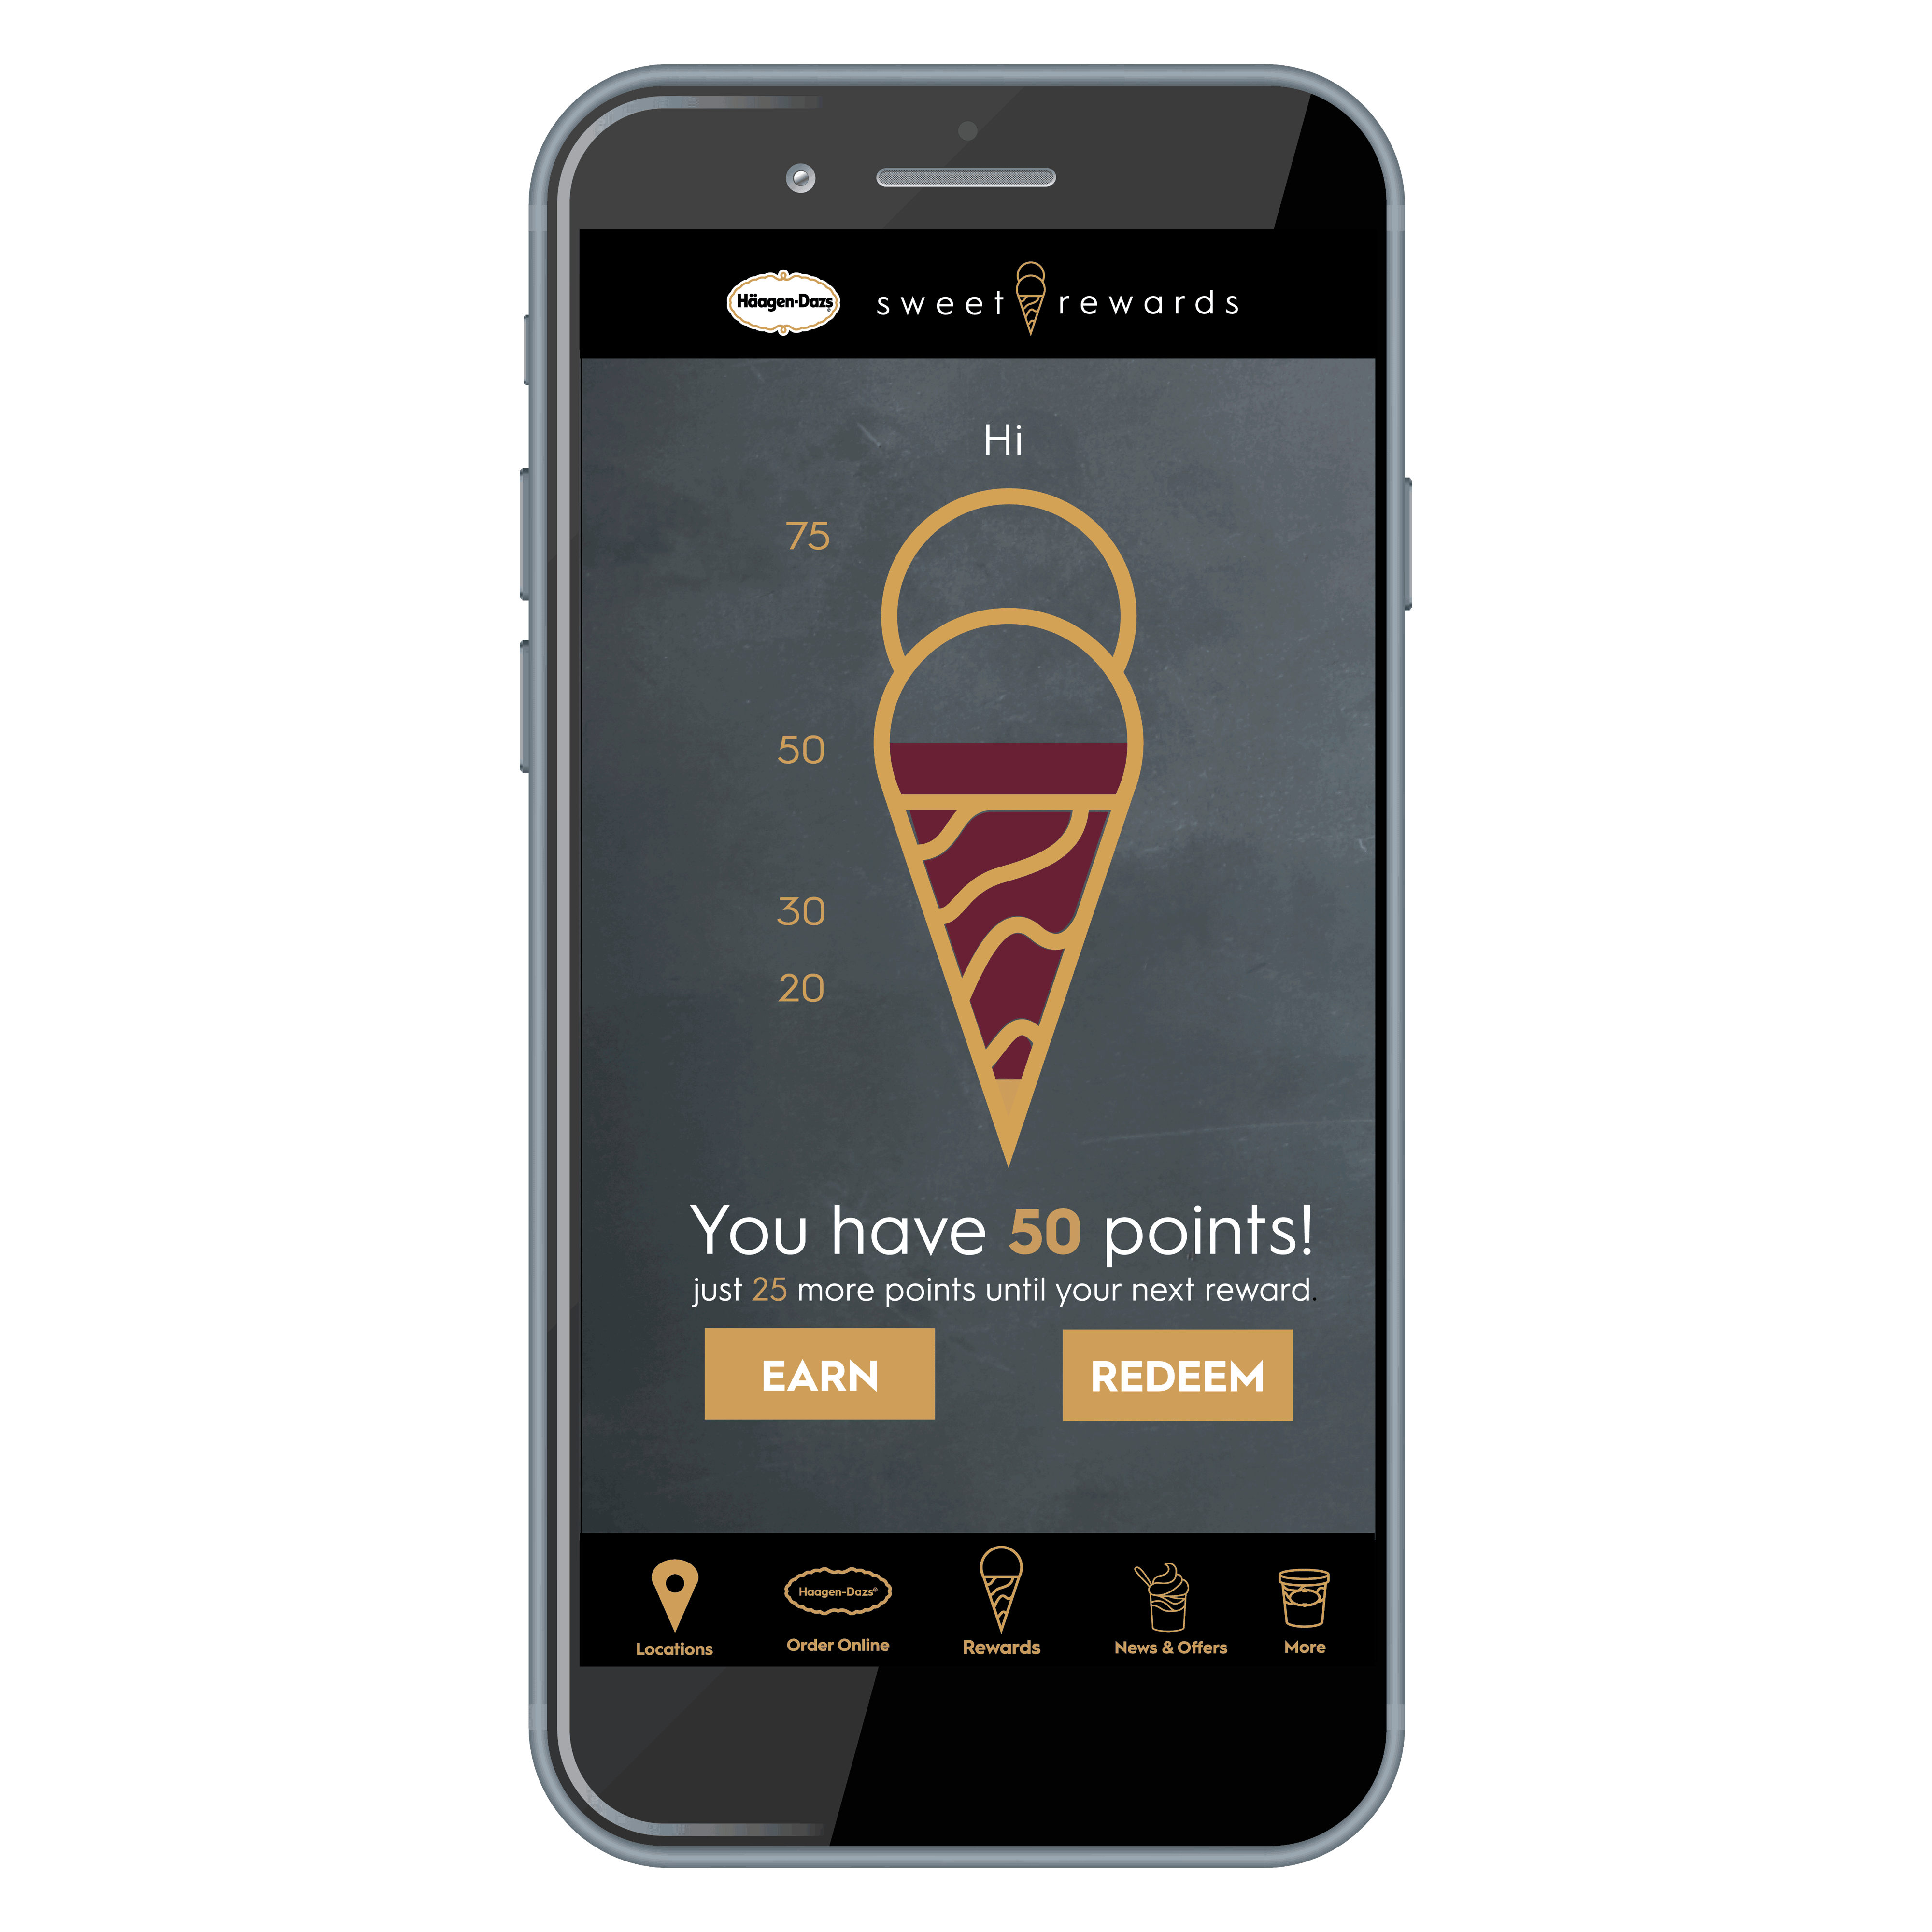 Häagen-Dazs®
sweet rewards
Hi
75
50
30
20
You have 50 points!
just 25 more points until your next reward.
EARN REDEEM
Haagen-Dazs®
Locations Order Online Rewards News & Offers More